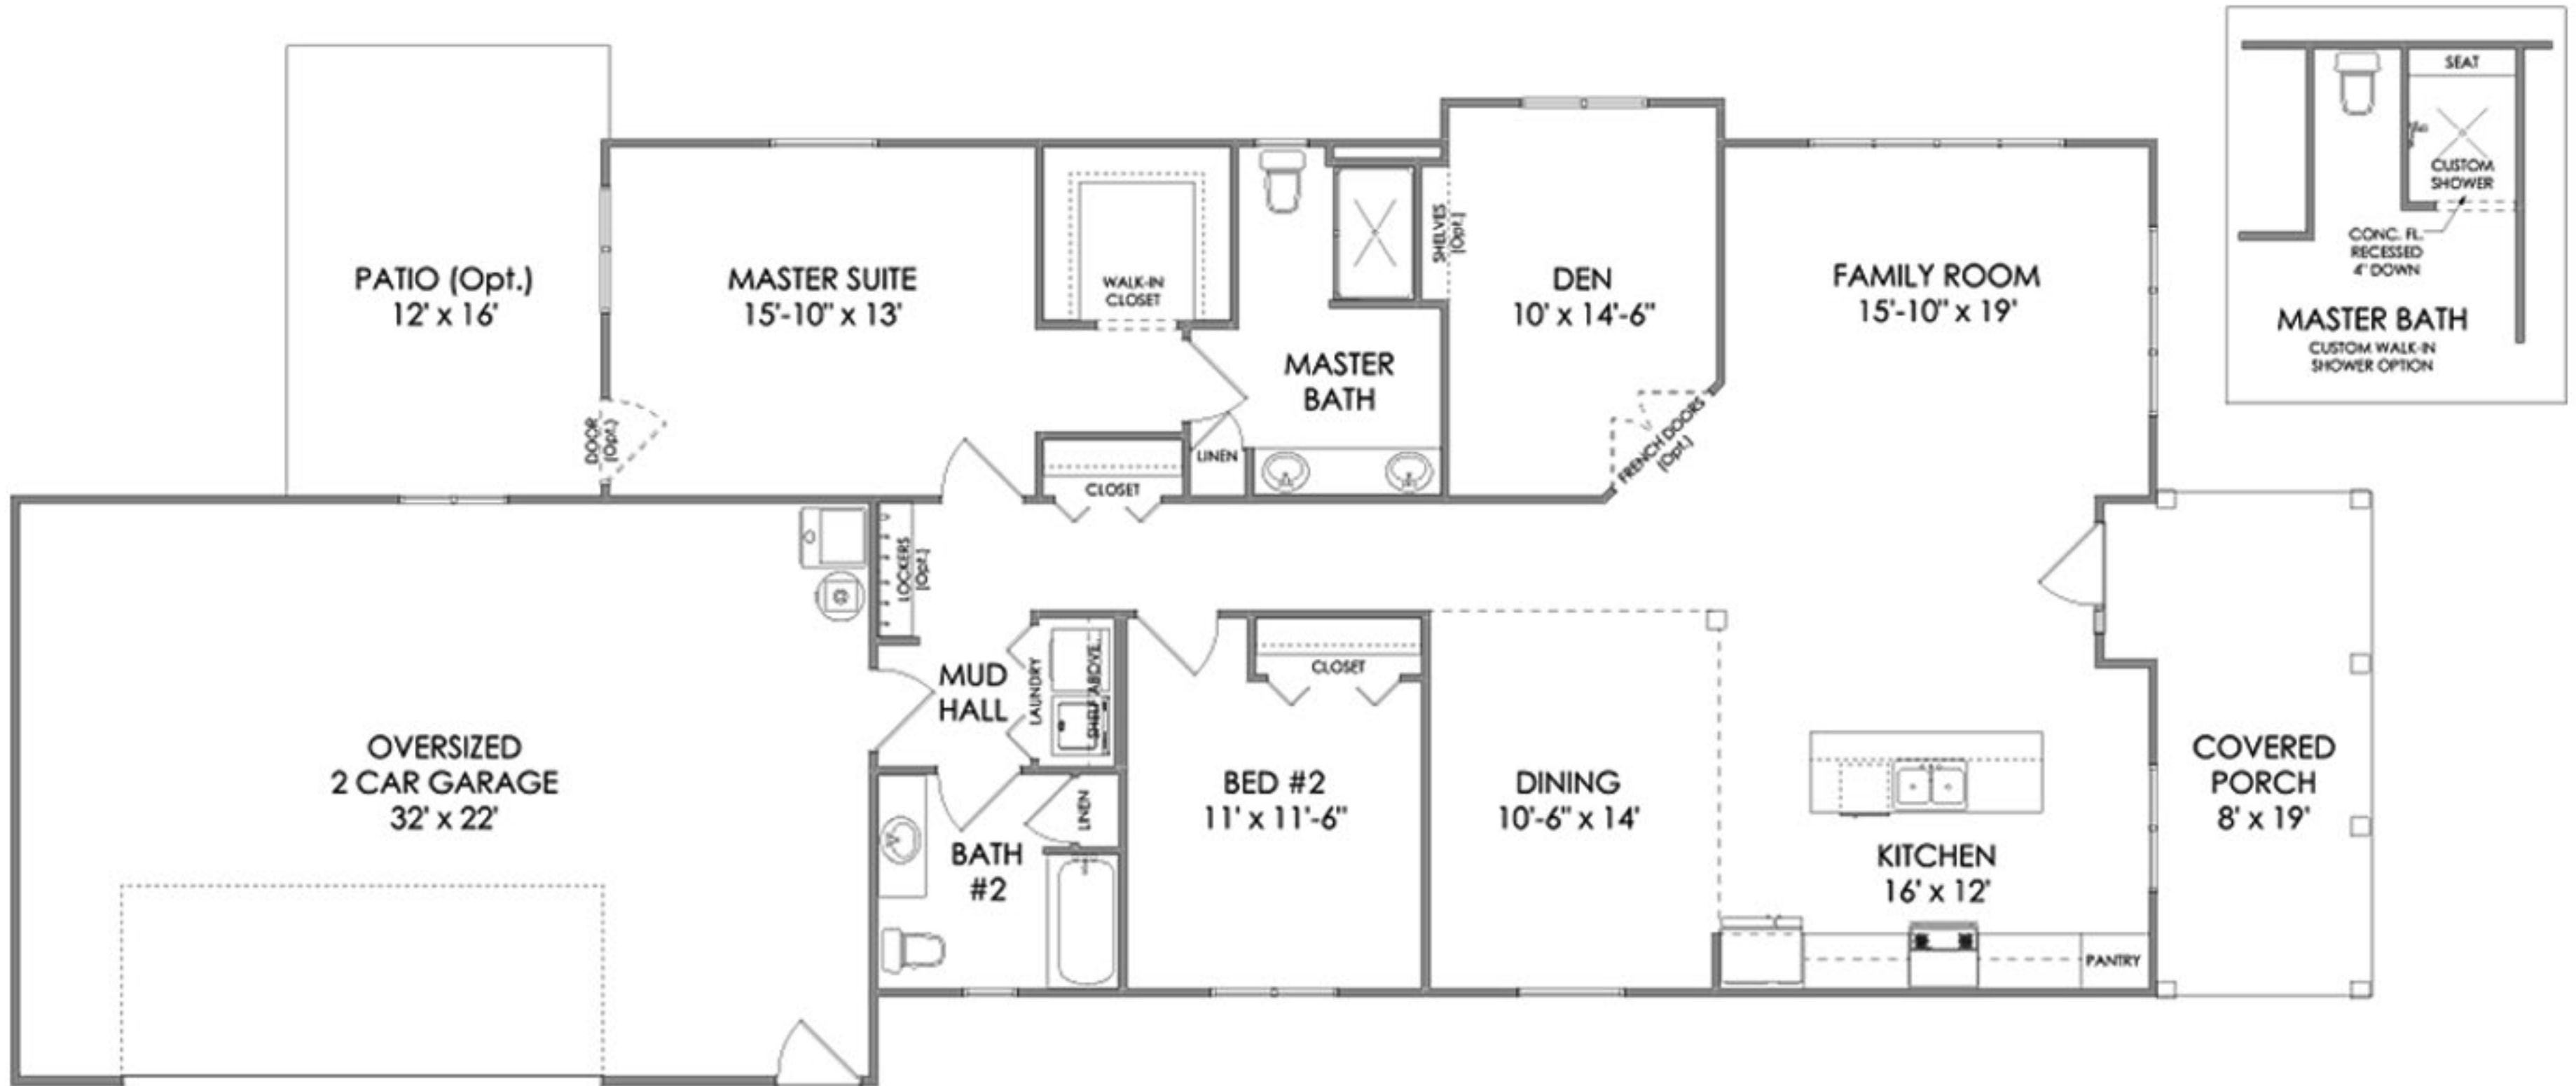 PATIO (Opt.)
12' x 16'
MASTER SUITE
15'-10" x 13'
WALK-IN
CLOSET
MASTER
BATH
SHELVES
(Opt.)
DEN
10' x 14'-6"
FAMILY ROOM
15'-10" x 19'
SEAT
CUSTOM
SHOWER
CONC. FL.
RECESSED
4" DOWN
MASTER BATH
CUSTOM WALK-IN
SHOWER OPTION
DOOR
(Opt.)
CLOSET
LINEN
FRENCH DOORS
(Opt.)
OVERSIZED
2 CAR GARAGE
32' x 22'
LOCKERS
(Opt.)
MUD
HALL
LAUNDRY
SHELF ABOVE
LINEN
BATH
#2
CLOSET
BED #2
11' x 11'-6"
DINING
10'-6" x 14'
KITCHEN
16' x 12'
PANTRY
COVERED
PORCH
8' x 19'